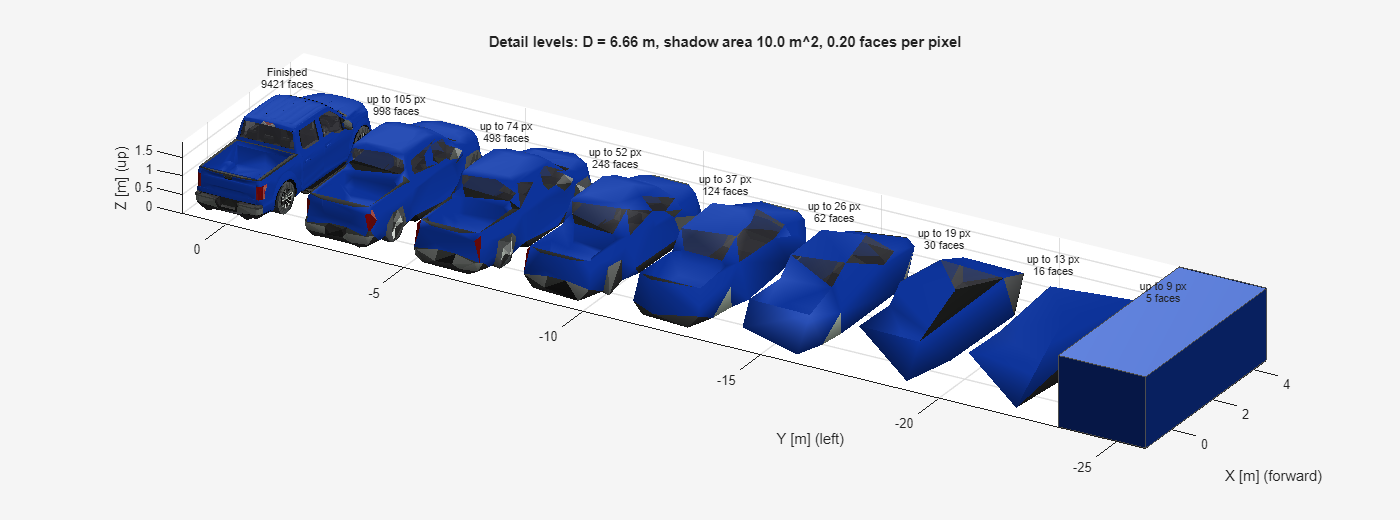 Detail levels: D = 6.66 m, shadow area 10.0 m^2, 0.20 faces per pixel
Finished
9421 faces
up to 105 px
998 faces
up to 74 px
498 faces
up to 52 px
248 faces
up to 37 px
124 faces
up to 26 px
62 faces
up to 19 px
30 faces
up to 13 px
16 faces
up to 9 px
5 faces
Z [m] (up)
1.5
1
0.5
0
0
-5
-10
-15
-20
-25
Y [m] (left)
4
2
0
X [m] (forward)